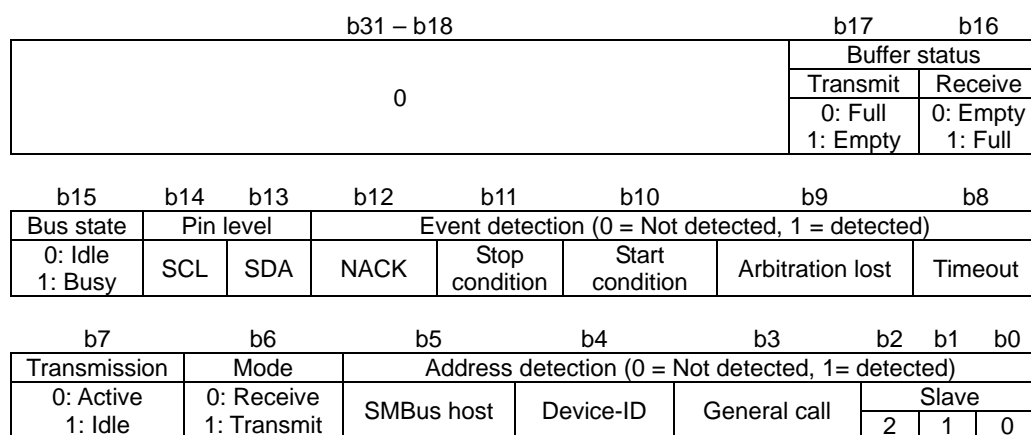 b31 – b18 b17 b16
Buffer status
0 Transmit Receive
0: Full 0: Empty
1: Empty 1: Full
b15 b14 b13 b12 b11 b10 b9 b8
Bus state Pin level Event detection (0 = Not detected, 1 = detected)
0: Idle
1: Busy SCL SDA NACK Stop condition Start condition Arbitration lost Timeout
b7 b6 b5 b4 b3 b2 b1 b0
Transmission Mode Address detection (0 = Not detected, 1= detected)
0: Active 0: Receive SMBus host Device-ID General call Slave
1: Idle 1: Transmit 2 1 0